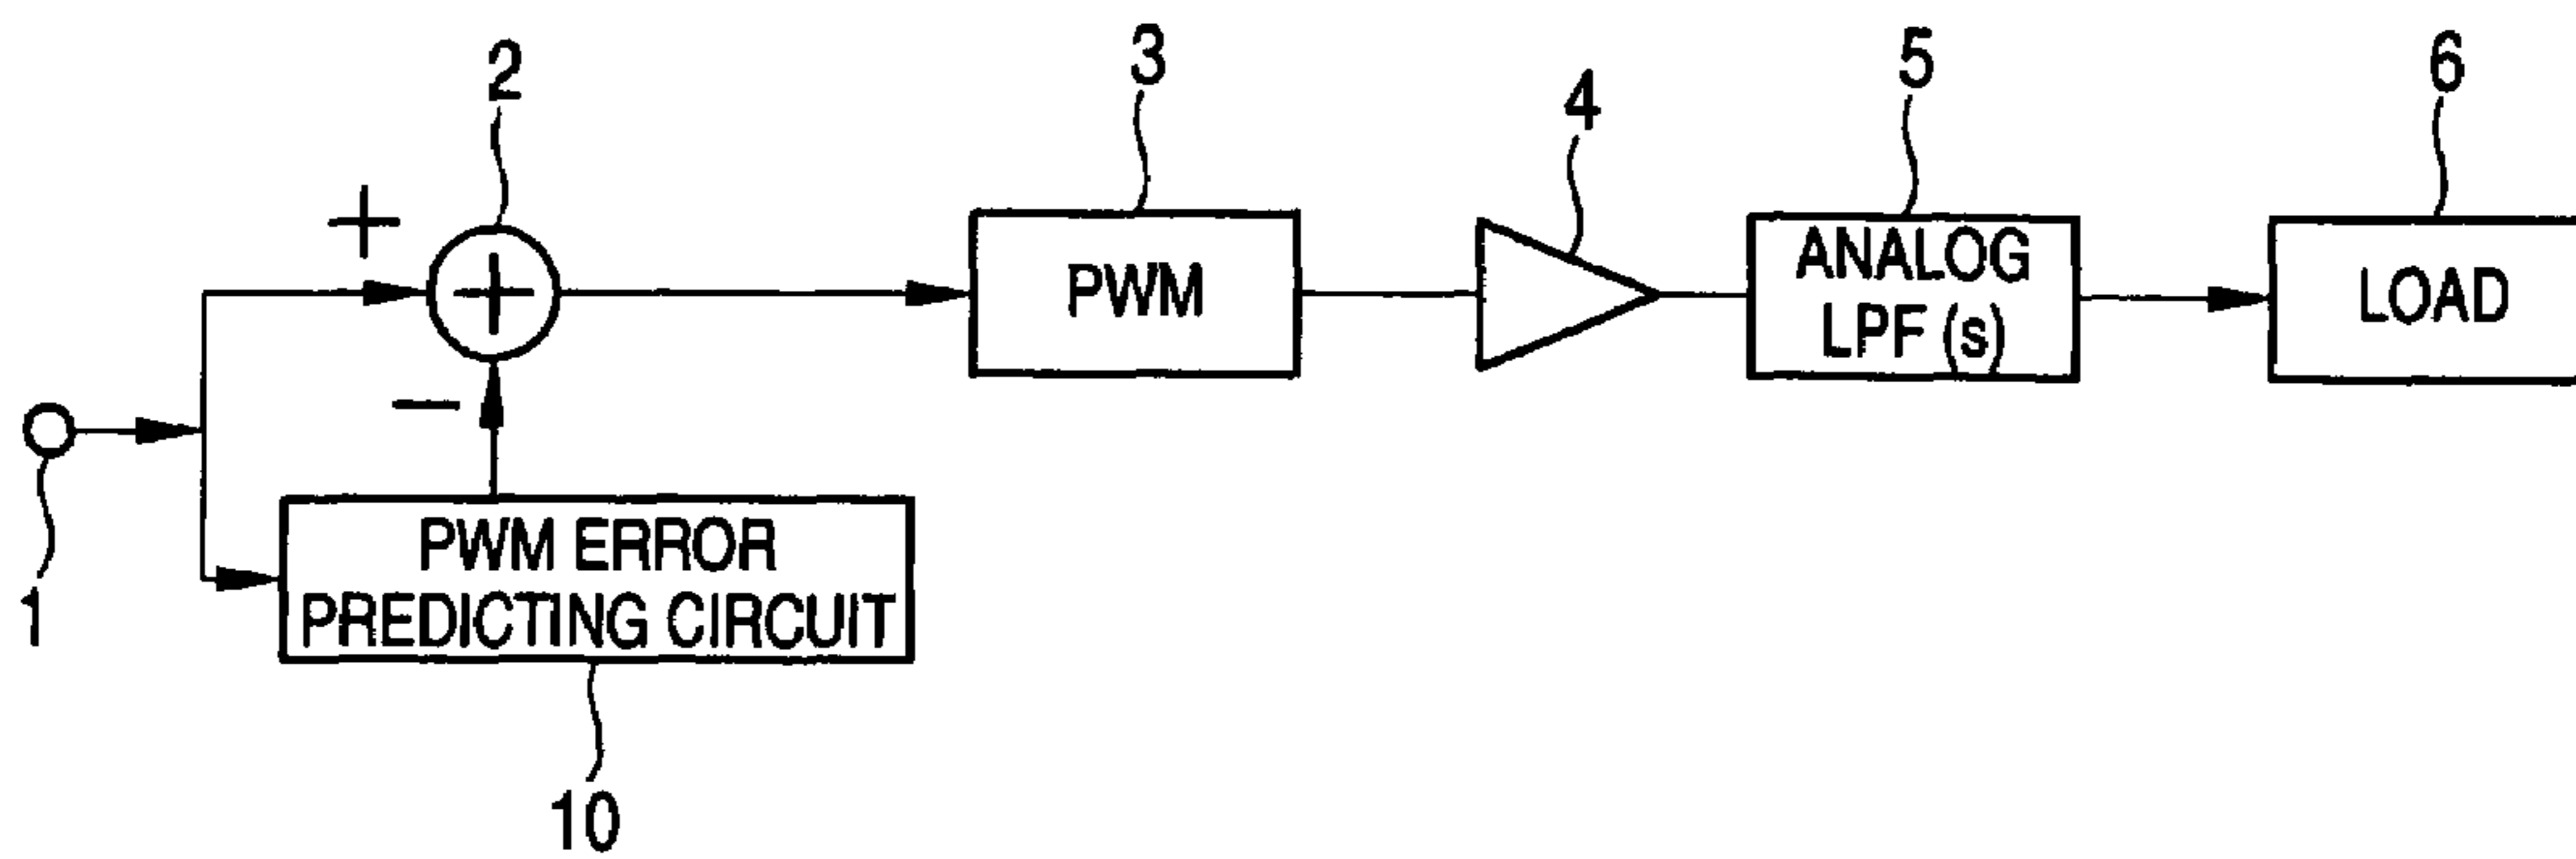 2
3
4
5
6
+
+
PWM
ANALOG
LPF (s)
LOAD
−
1
PWM ERROR
PREDICTING CIRCUIT
10